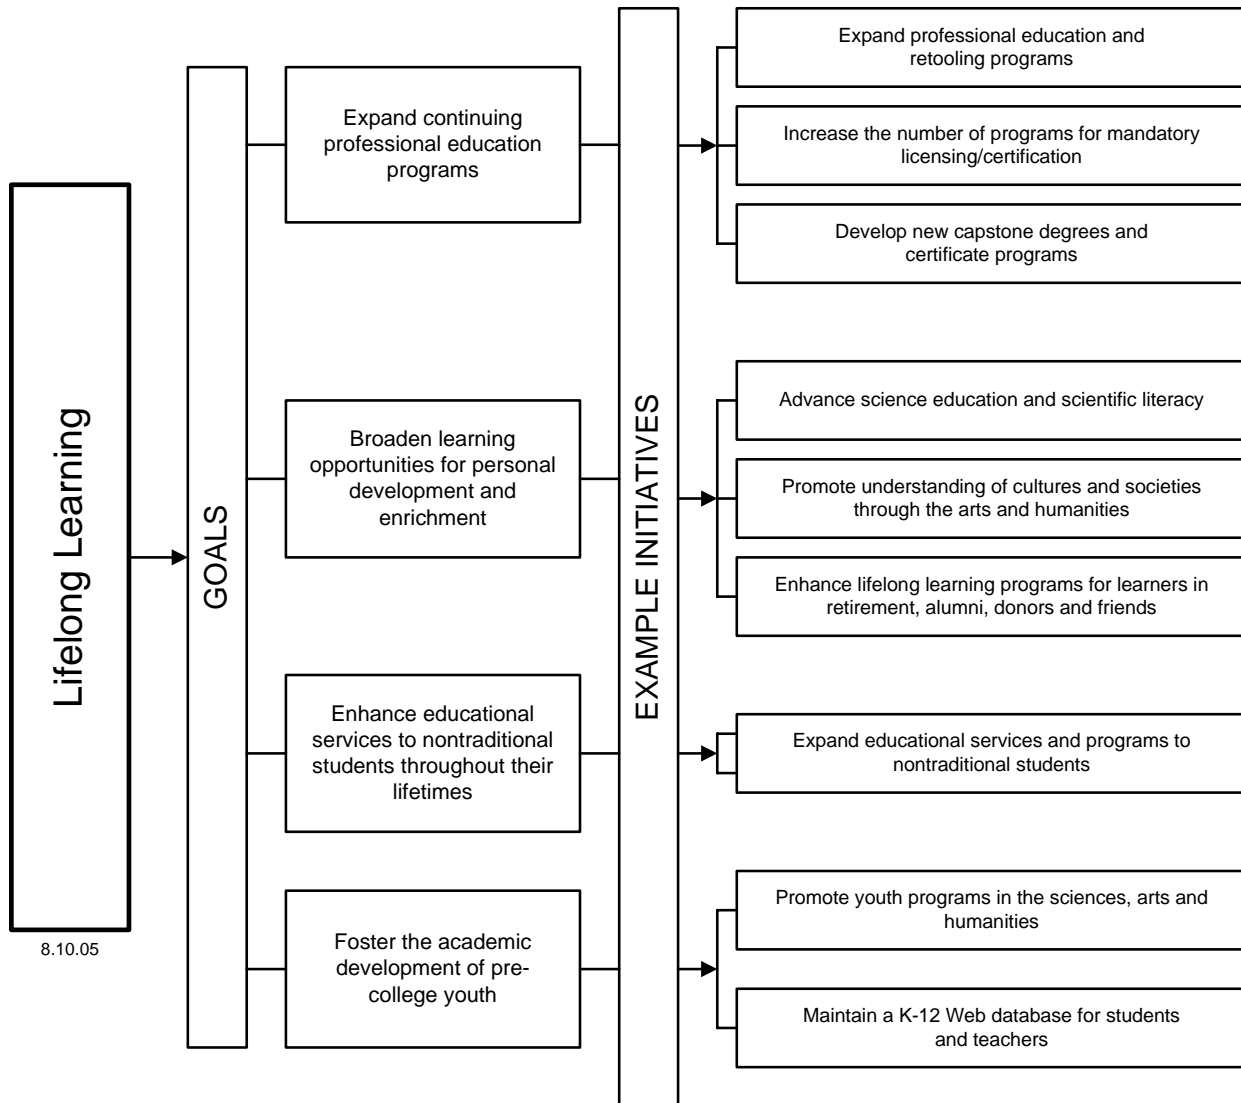 Lifelong Learning
8.10.05
GOALS
Expand continuing
professional education
programs
Broaden learning
opportunities for personal
development and
enrichment
Enhance educational
services to nontraditional
students throughout their
lifetimes
Foster the academic
development of pre-
college youth
EXAMPLE INITIATIVES
Expand professional education and
retooling programs
Increase the number of programs for mandatory
licensing/certification
Develop new capstone degrees and
certificate programs
Advance science education and scientific literacy
Promote understanding of cultures and societies
through the arts and humanities
Enhance lifelong learning programs for learners in
retirement, alumni, donors and friends
Expand educational services and programs to
nontraditional students
Promote youth programs in the sciences, arts and
humanities
Maintain a K-12 Web database for students
and teachers